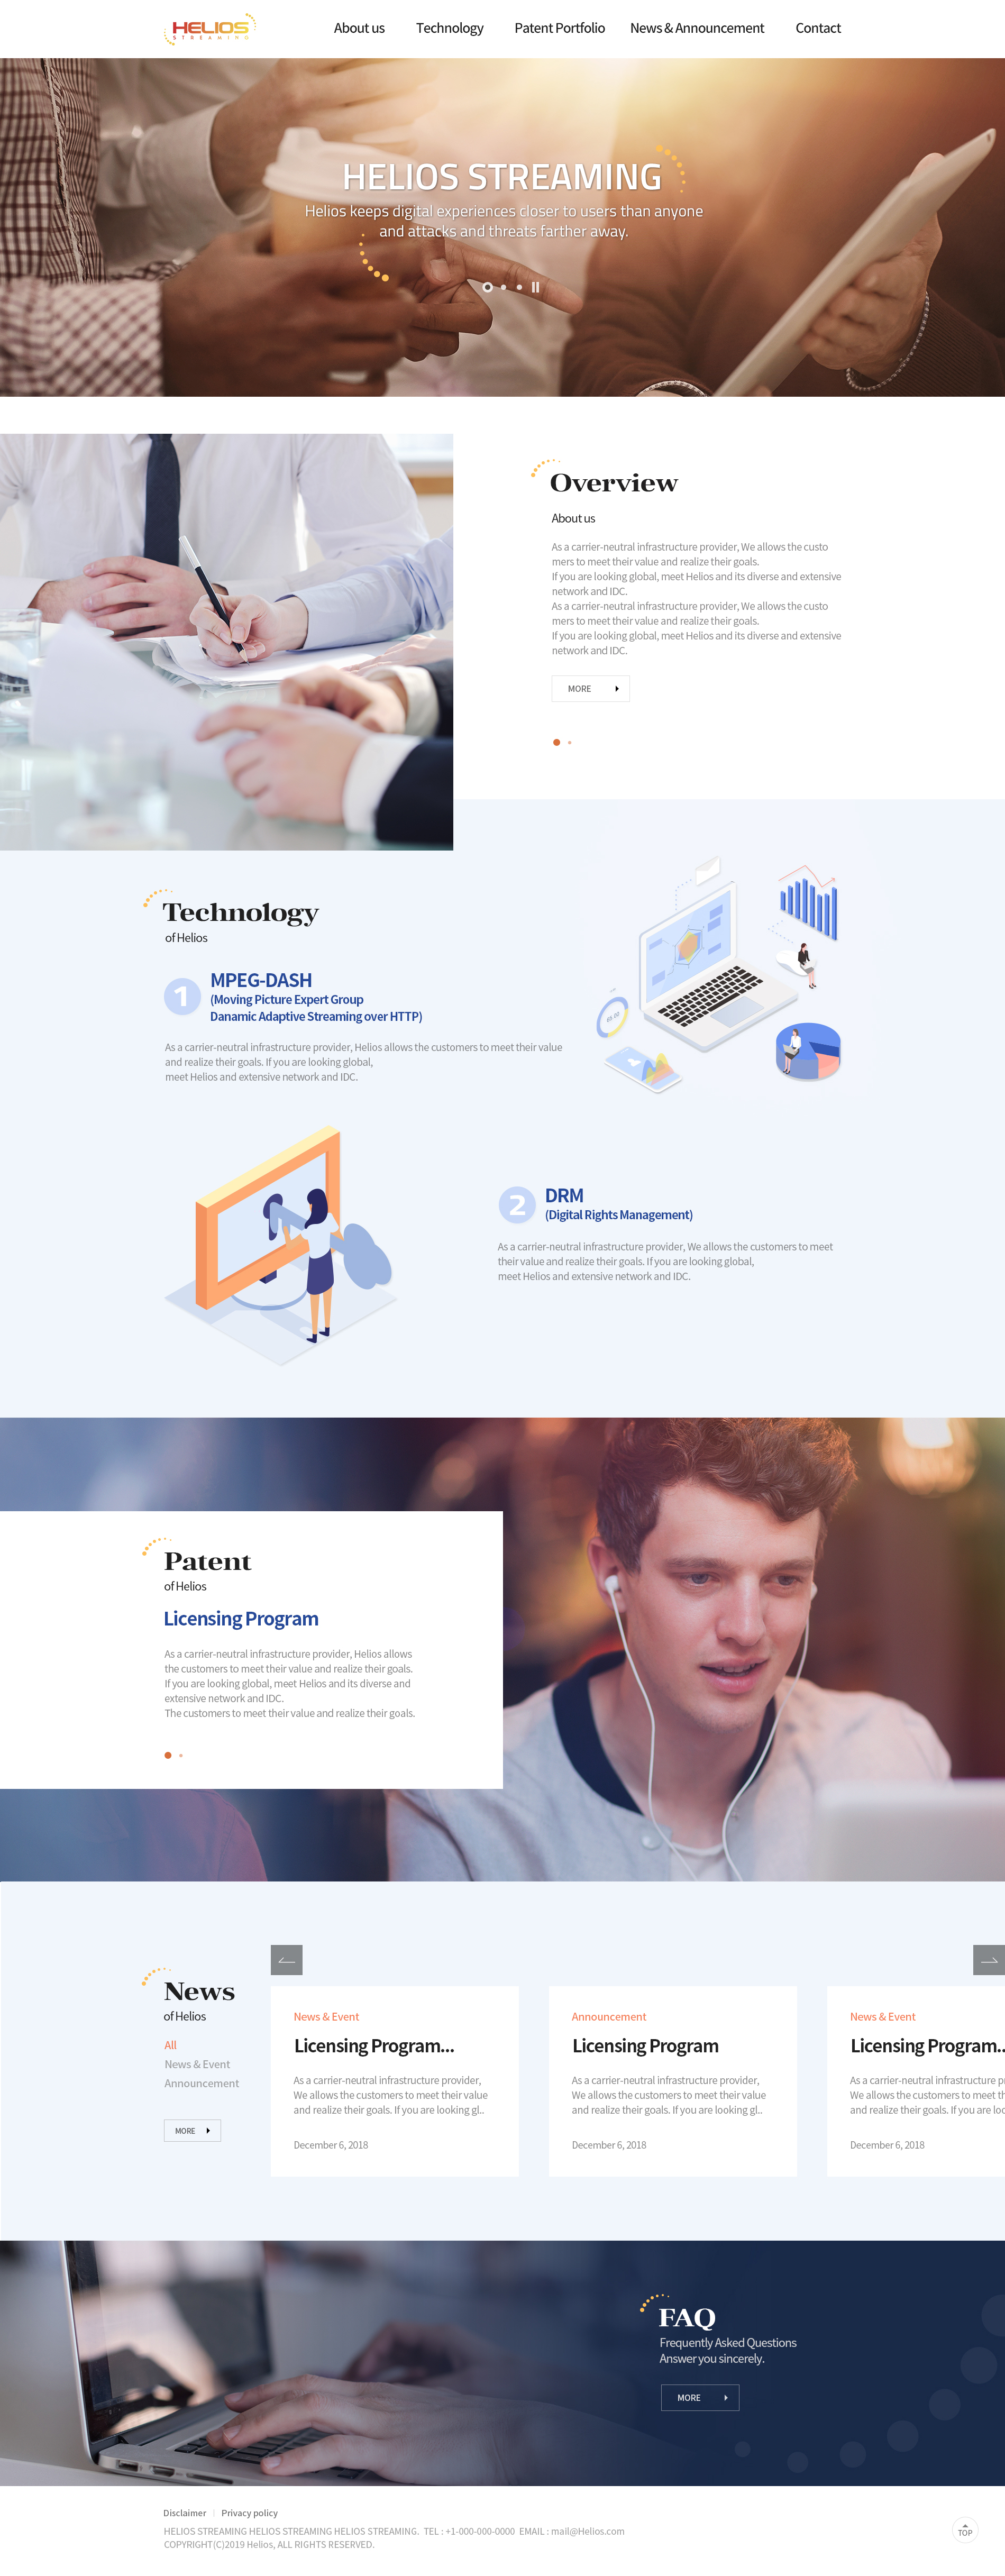 HELIOS
STREAMING
About us
Technology
Patent Portfolio
News & Announcement
Contact
HELIOS STREAMING
Helios keeps digital experiences closer to users than anyone
and attacks and threats farther away.
Overview
About us
As a carrier-neutral infrastructure provider, We allows the custo
mers to meet their value and realize their goals.
If you are looking global, meet Helios and its diverse and extensive
network and IDC.
As a carrier-neutral infrastructure provider, We allows the custo
mers to meet their value and realize their goals.
If you are looking global, meet Helios and its diverse and extensive
network and IDC.
MORE
Technology
of Helios
1
MPEG-DASH
(Moving Picture Expert Group
Danamic Adaptive Streaming over HTTP)
As a carrier-neutral infrastructure provider, Helios allows the customers to meet their value
and realize their goals. If you are looking global,
meet Helios and extensive network and IDC.
2
DRM
(Digital Rights Management)
As a carrier-neutral infrastructure provider, We allows the customers to meet
their value and realize their goals. If you are looking global,
meet Helios and extensive network and IDC.
Patent
of Helios
Licensing Program
As a carrier-neutral infrastructure provider, Helios allows
the customers to meet their value and realize their goals.
If you are looking global, meet Helios and its diverse and
extensive network and IDC.
The customers to meet their value and realize their goals.
News
of Helios
All
News & Event
Announcement
MORE
News & Event
Licensing Program...
As a carrier-neutral infrastructure provider,
We allows the customers to meet their value
and realize their goals. If you are looking gl..
December 6, 2018
Announcement
Licensing Program
As a carrier-neutral infrastructure provider,
We allows the customers to meet their value
and realize their goals. If you are looking gl..
December 6, 2018
News & Event
Licensing Program..
As a carrier-neutral infrastructure
We allows the customers to meet
and realize their goals. If you are
December 6, 2018
FAQ
Frequently Asked Questions
Answer you sincerely.
MORE
Disclaimer
Privacy policy
HELIOS STREAMING HELIOS STREAMING HELIOS STREAMING. TEL : +1-000-000-0000 EMAIL : mail@Helios.com
COPYRIGHT(C)2019 Helios, ALL RIGHTS RESERVED.
TOP